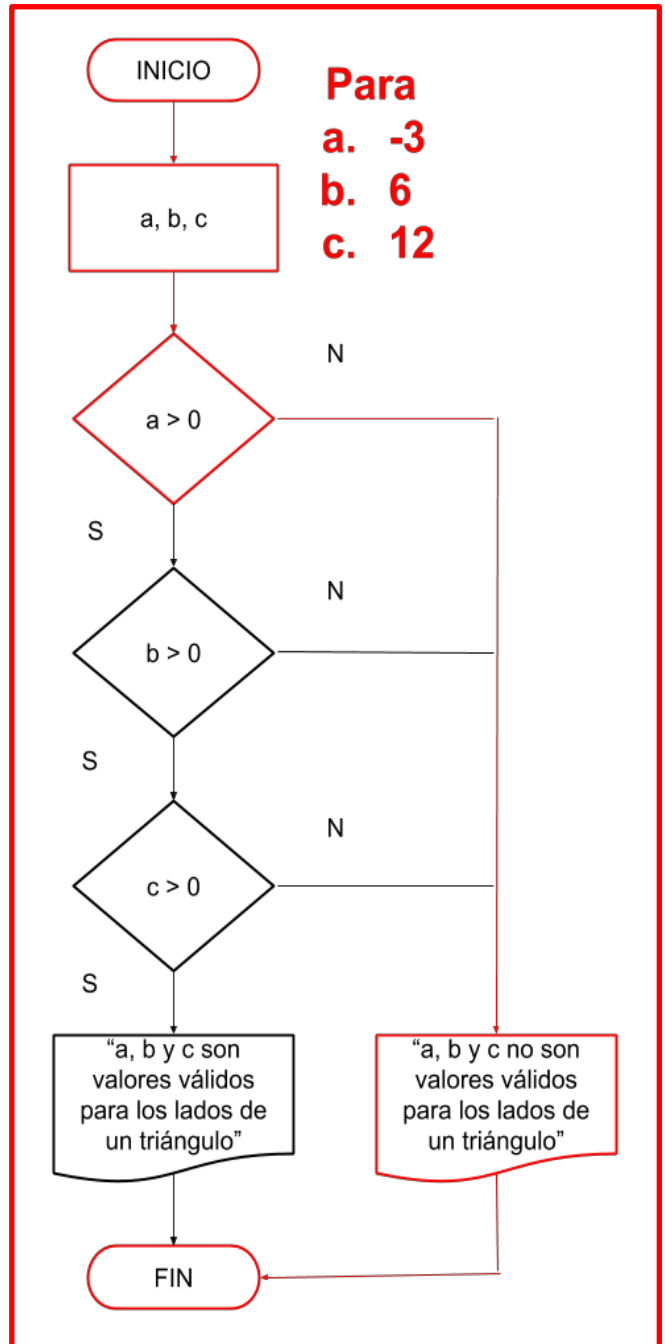 INICIO
Para
a. -3
b. 6
c. 12
a, b, c
N
a > 0
S
N
b > 0
S
N
c > 0
S
“a, b y c son
valores válidos
para los lados de
un triángulo”
“a, b y c no son
valores válidos
para los lados de
un triángulo”
FIN